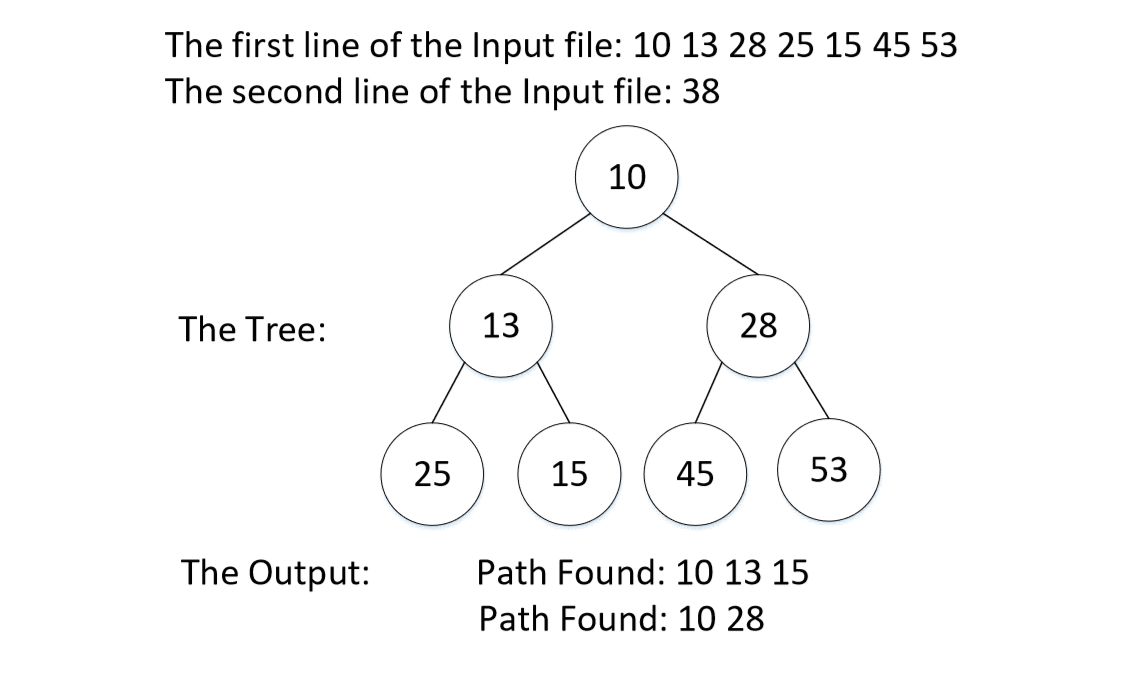 The first line of the Input file: 10 13 28 25 15 45 53
The second line of the Input file: 38
10
The Tree:
13
28
25
15
45
53
The Output:
Path Found: 10 13 15
Path Found: 10 28